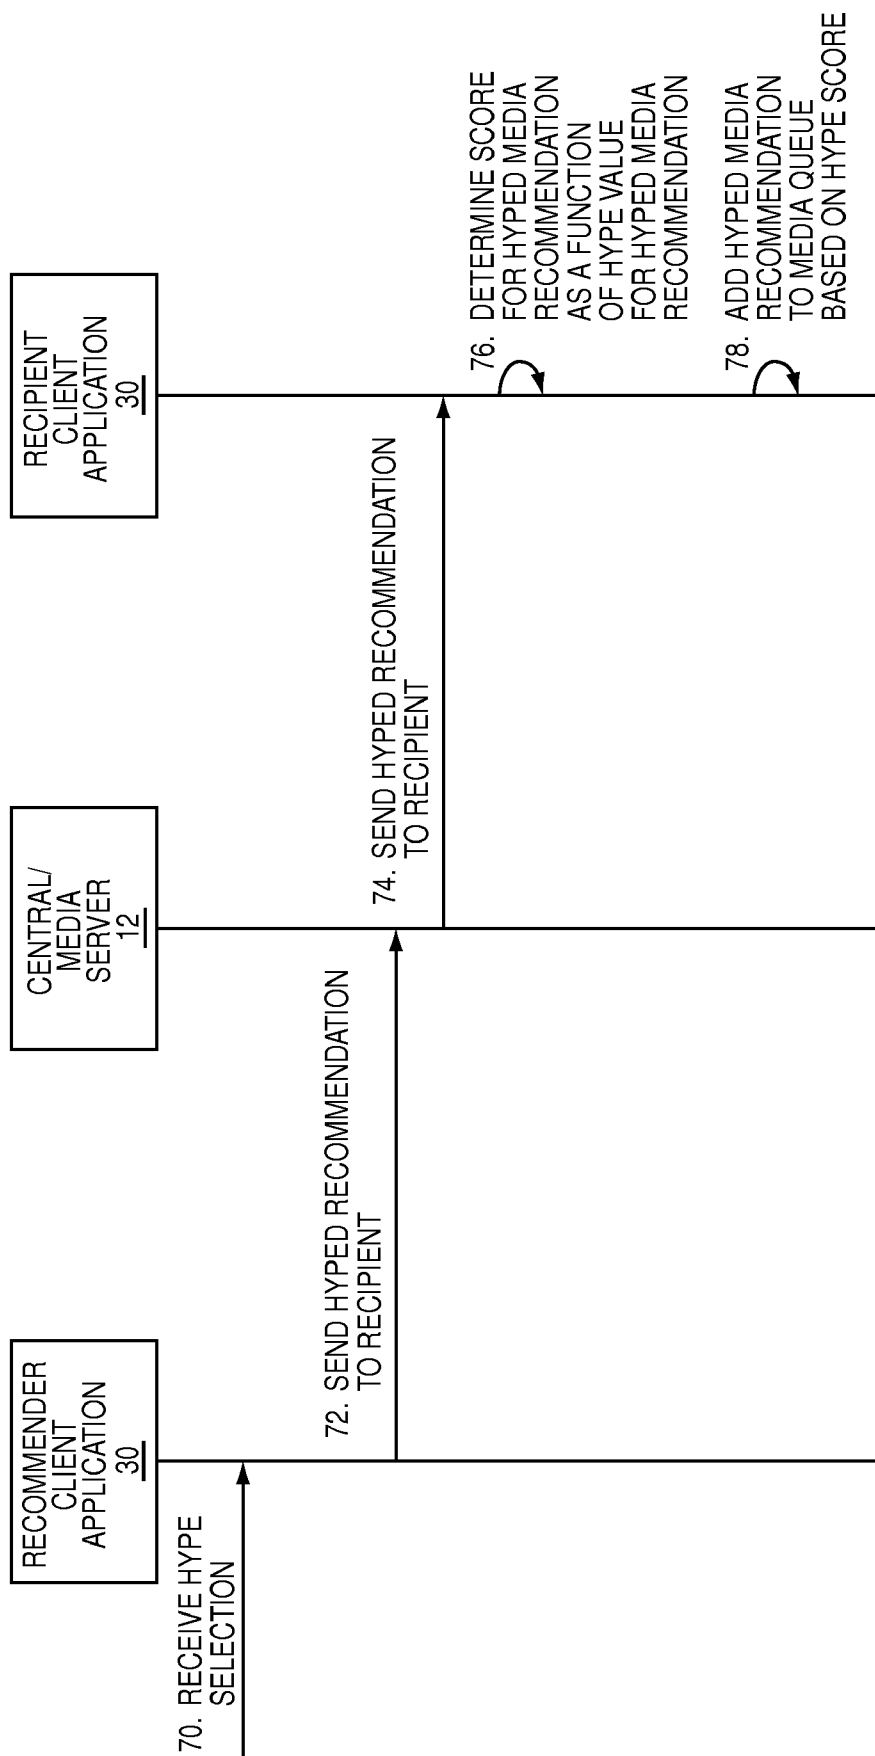 RECOMMENDER
CLIENT
APPLICATION
30
CENTRAL/
MEDIA
SERVER
12
RECIPIENT
CLIENT
APPLICATION
30
70. RECEIVE HYPE
SELECTION
72. SEND HYPED RECOMMENDATION
TO RECIPIENT
74. SEND HYPED RECOMMENDATION
TO RECIPIENT
76. DETERMINE SCORE
FOR HYPED MEDIA
RECOMMENDATION
AS A FUNCTION
OF HYPE VALUE
FOR HYPED MEDIA
RECOMMENDATION
78. ADD HYPED MEDIA
RECOMMENDATION
TO MEDIA QUEUE
BASED ON HYPE SCORE